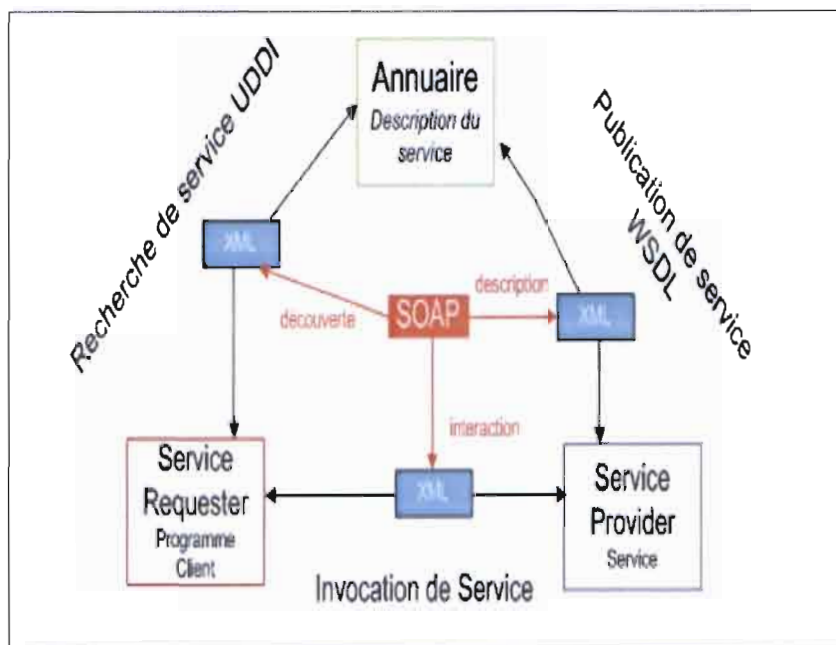 Annuaire
Description du
service
Recherche de service UDDI
Publication de service
WSDL
XML
description
SOAP
XML
decouverte
interaction
Service
Requester
Programme
Client
XML
Service
Provider
Service
Invocation de Service